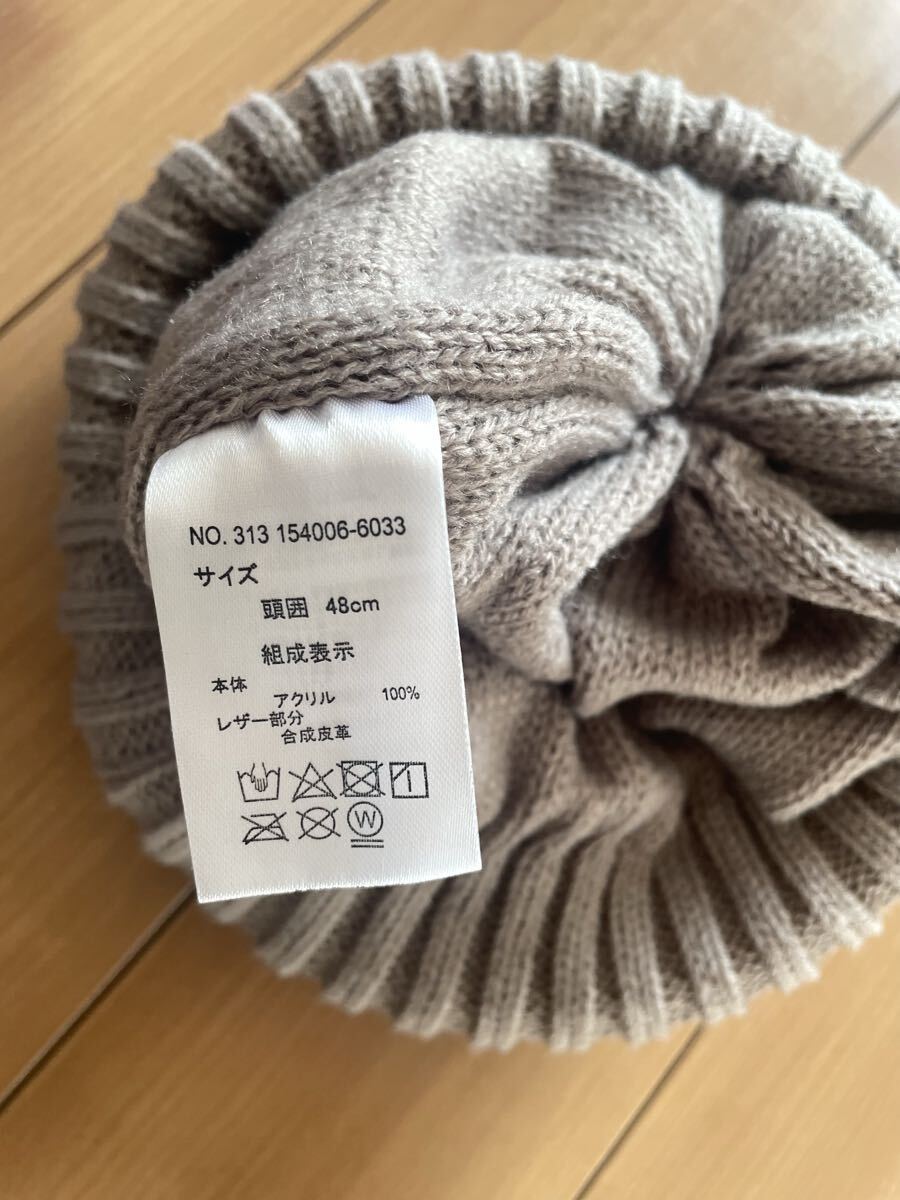 NO. 313 154006-6033
サイズ
頭囲 48cm
組成表示
本体 アクリル 100%
レザー部分
合成皮革
W